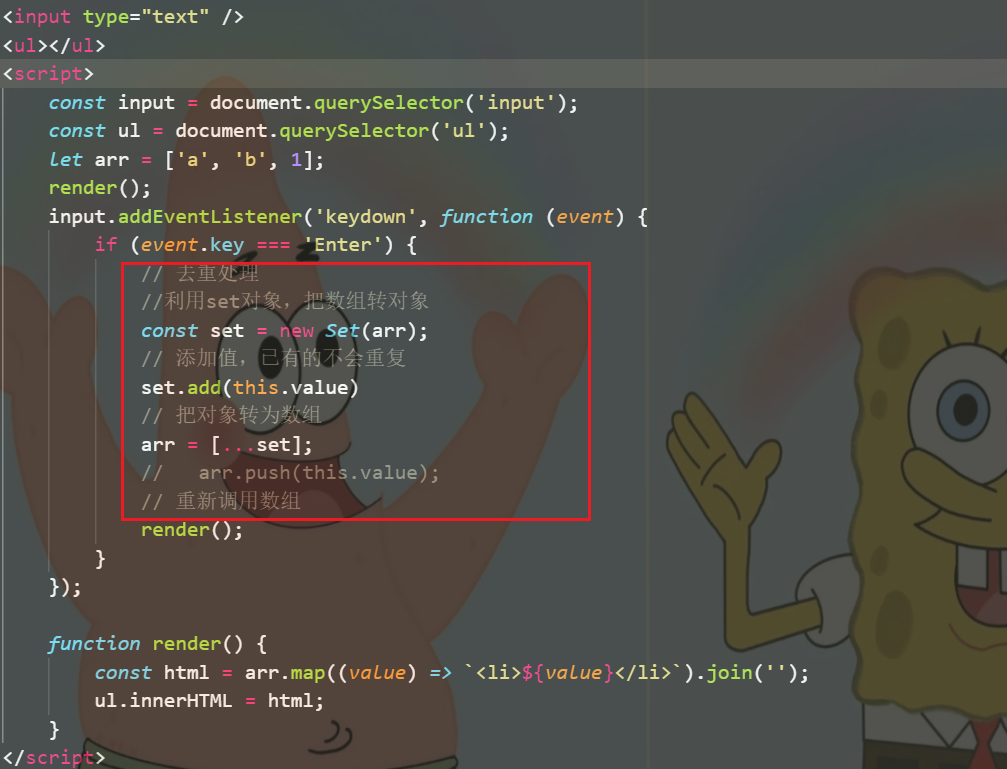 <input type="text" />
<ul></ul>
<script>
const input = document.querySelector('input');
const ul = document.querySelector('ul');
let arr = ['a', 'b', 1];
render();
input.addEventListener('keydown', function (event) {
if (event.key === 'Enter') {
// 去重处理
//利用set对象，把数组转对象
const set = new Set(arr);
// 添加值，已有的不会重复
set.add(this.value)
// 把对象转为数组
arr = [...set];
//   arr.push(this.value);
// 重新调用数组
render();
}
});
function render() {
const html = arr.map((value) => `<li>${value}</li>`).join('');
ul.innerHTML = html;
}
</script>